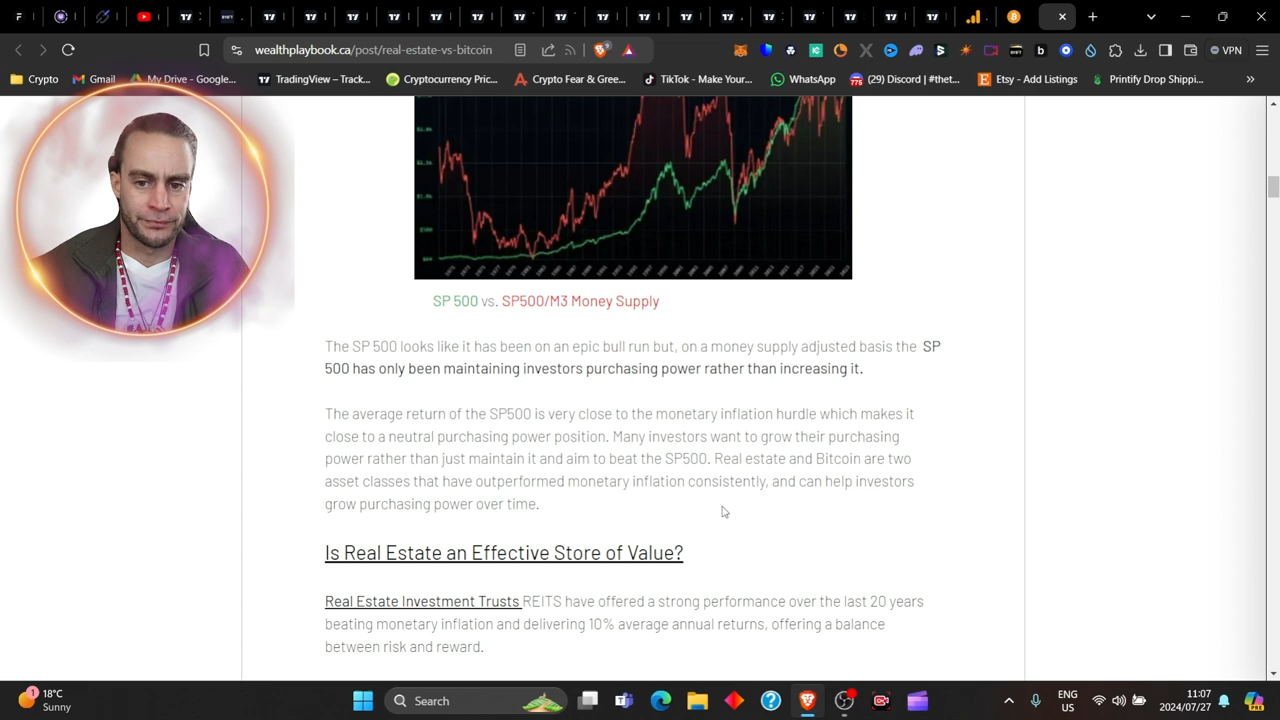 wealthplaybook.ca/post/real-estate-vs-bitcoin
9
VPN
Crypto
Gmail
My Drive - Google...
TradingView – Track...
Cryptocurrency Pric...
Crypto Fear & Gree...
TikTok - Make Your...
WhatsApp
(29) Discord | #thet...
Etsy - Add Listings
Printify Drop Shippi...
SP 500 vs. SP500/M3 Money Supply
The SP 500 looks like it has been on an epic bull run but, on a money supply adjusted basis the SP
500 has only been maintaining investors purchasing power rather than increasing it.
The average return of the SP500 is very close to the monetary inflation hurdle which makes it
close to a neutral purchasing power position. Many investors want to grow their purchasing
power rather than just maintain it and aim to beat the SP500. Real estate and Bitcoin are two
asset classes that have outperformed monetary inflation consistently, and can help investors
grow purchasing power over time.
Is Real Estate an Effective Store of Value?
Real Estate Investment Trusts REITS have offered a strong performance over the last 20 years
beating monetary inflation and delivering 10% average annual returns, offering a balance
between risk and reward.
1
18°C
Sunny
Search
ENG
US
11:07
2024/07/27